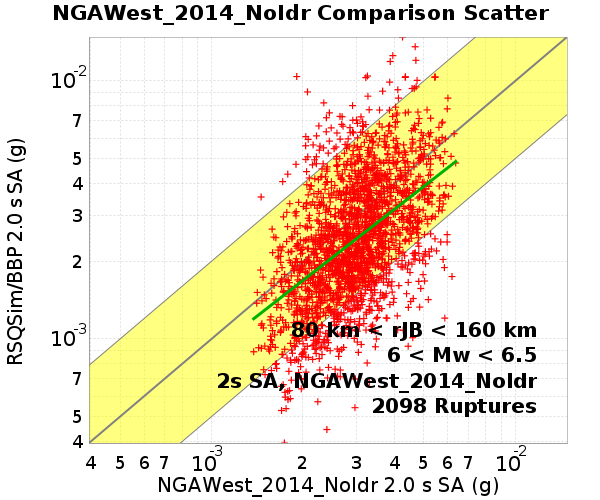 NGAWest_2014_NoIdr Comparison Scatter
RSQSim/BBP 2.0 s SA (g)
10⁻²
7
5
4
3
2
10⁻³
7
5
4
80 km < rJB < 160 km
6 < Mw < 6.5
2s SA, NGAWest_2014_NoIdr
2098 Ruptures
4 5 6 7 10⁻³ 2 3 4 5 6 7 10⁻²
NGAWest_2014_NoIdr 2.0 s SA (g)